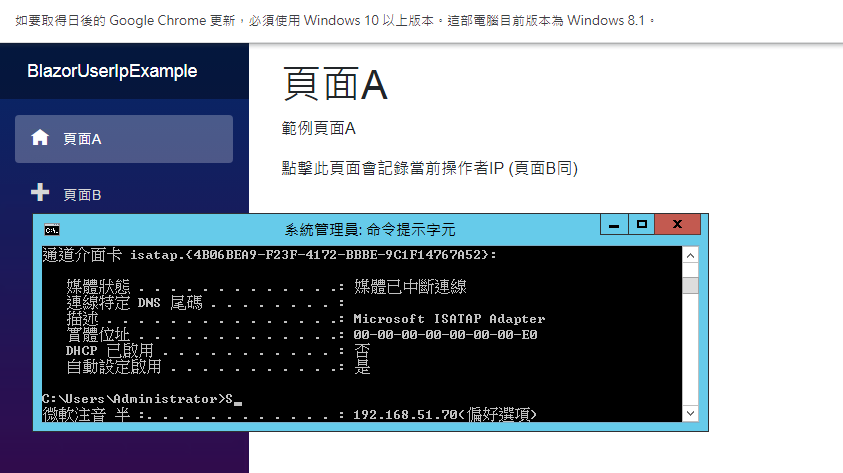 如要取得日後的 Google Chrome 更新，必須使用 Windows 10 以上版本。這部電腦目前版本為 Windows 8.1。
BlazorUserIpExample
頁面A
頁面B
頁面A
範例頁面A
點擊此頁面會記錄當前操作者IP (頁面B同)
C:\.
系統管理員: 命令提示字元
通道介面卡 isatap.{4B06BEA9-F23F-4172-BBBE-9C1F14767A52}:
媒體狀態 . . . . . . . . . . . . .: 媒體已中斷連線
連線特定 DNS 尾碼 . . . . . . . . :
描述 . . . . . . . . . . . . . . .: Microsoft ISATAP Adapter
實體位址 . . . . . . . . . . . . .: 00-00-00-00-00-00-00-E0
DHCP 已啟用 . . . . . . . . . . . : 否
自動設定啟用 . . . . . . . . . . .: 是
C:\Users\Administrator>S_
微軟注音 半 :. . . . . . . . . . . . : 192.168.51.70(偏好選項)